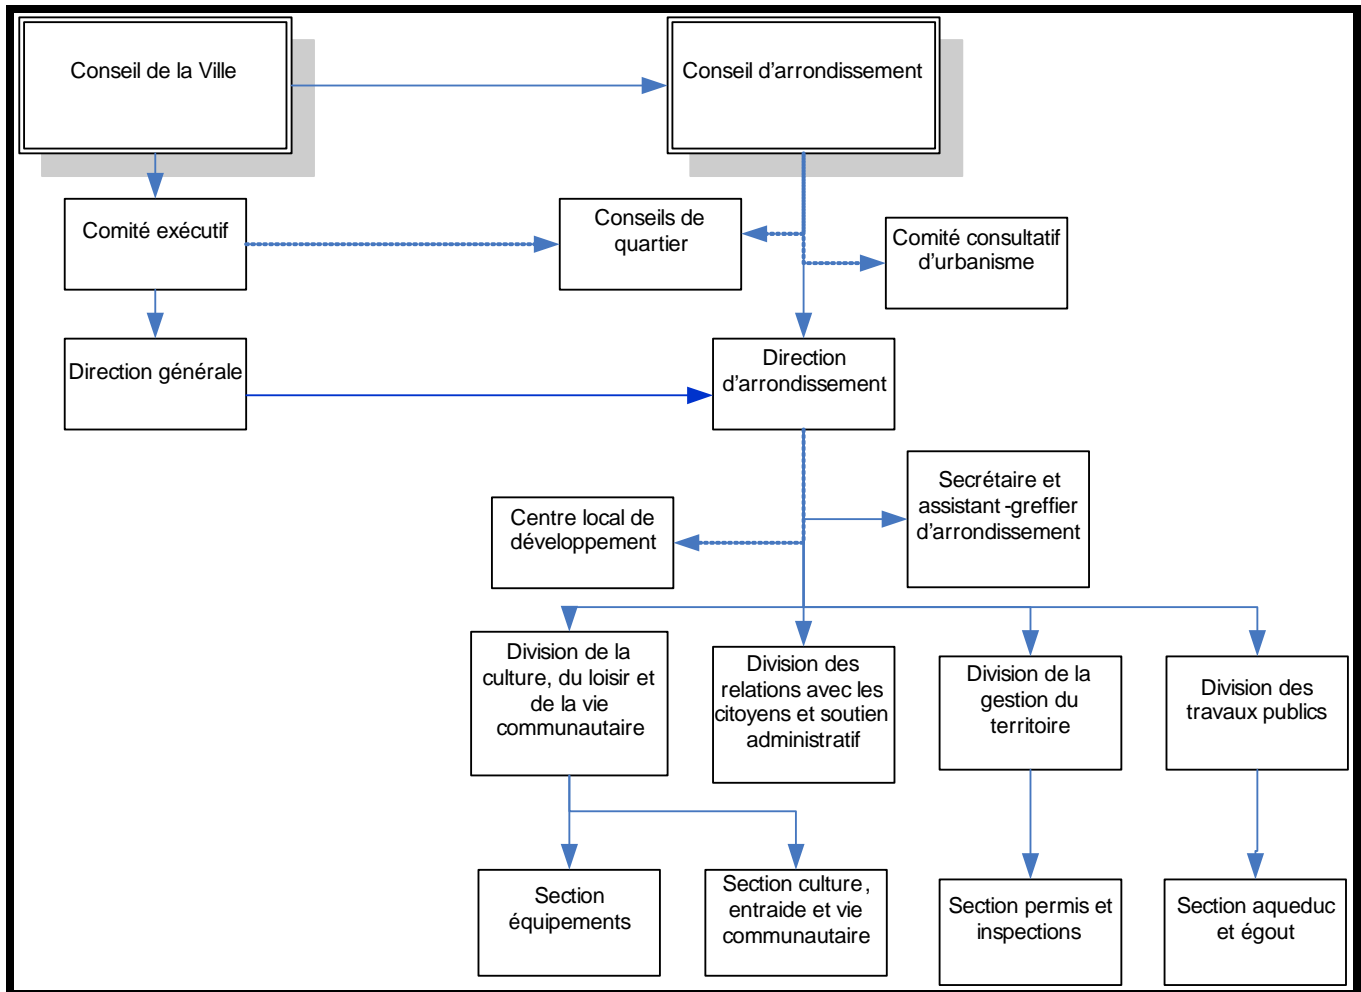 Conseil de la Ville
Conseil d'arrondissement
Comité exécutif
Conseils de
quartier
Comité consultatif
d'urbanisme
Direction générale
Direction
d'arrondissement
Secrétaire et
assistant -greffier
d'arrondissement
Centre local de
développement
Division de la
culture, du loisir et
de la vie
communautaire
Division des
relations avec les
citoyens et soutien
administratif
Division de la
gestion du
territoire
Division des
travaux publics
Section
équipements
Section culture ,
entraide et vie
communautaire
Section permis et
inspections
Section aqueduc
et égout